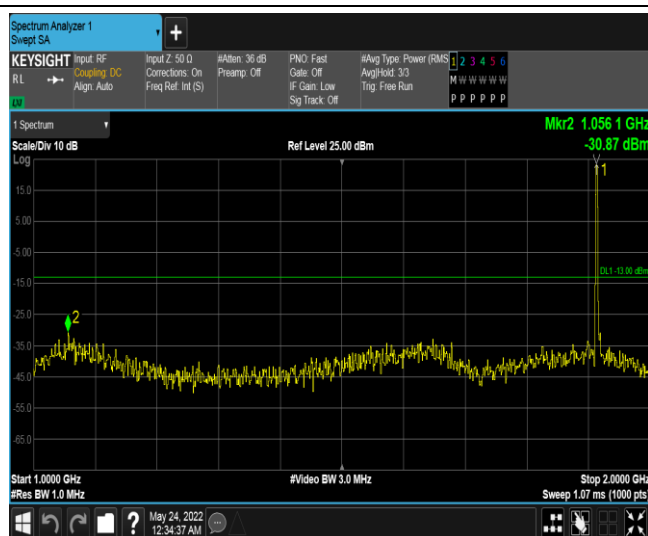 Spectrum Analyzer 1
Swept SA
KEYSIGHT Input: RF Input Z: 50 Ω #Atten: 36 dB PNO: Fast #Avg Type: Power (RMS 1 2 3 4 5 6
RL Coupling: DC Corrections: On Preamp: Off Gate: Off Avg|Hold: 3/3 M W W W W W
Align: Auto Freq Ref: Int (S) IF Gain: Low Trig: Free Run
Sig Track: Off P P P P P P
1 Spectrum
Mkr2 1.056 1 GHz
Scale/Div 10 dB Ref Level 25.00 dBm -30.87 dBm
Log
1
15.0
5.00
-5.00
DL1 -13.00 dBm
-15.0
-25.0
2
-35.0
-45.0
-55.0
-65.0
Start 1.0000 GHz #Video BW 3.0 MHz Stop 2.0000 GHz
#Res BW 1.0 MHz Sweep 1.07 ms (1000 pts)
? May 24, 2022
12:34:37 AM